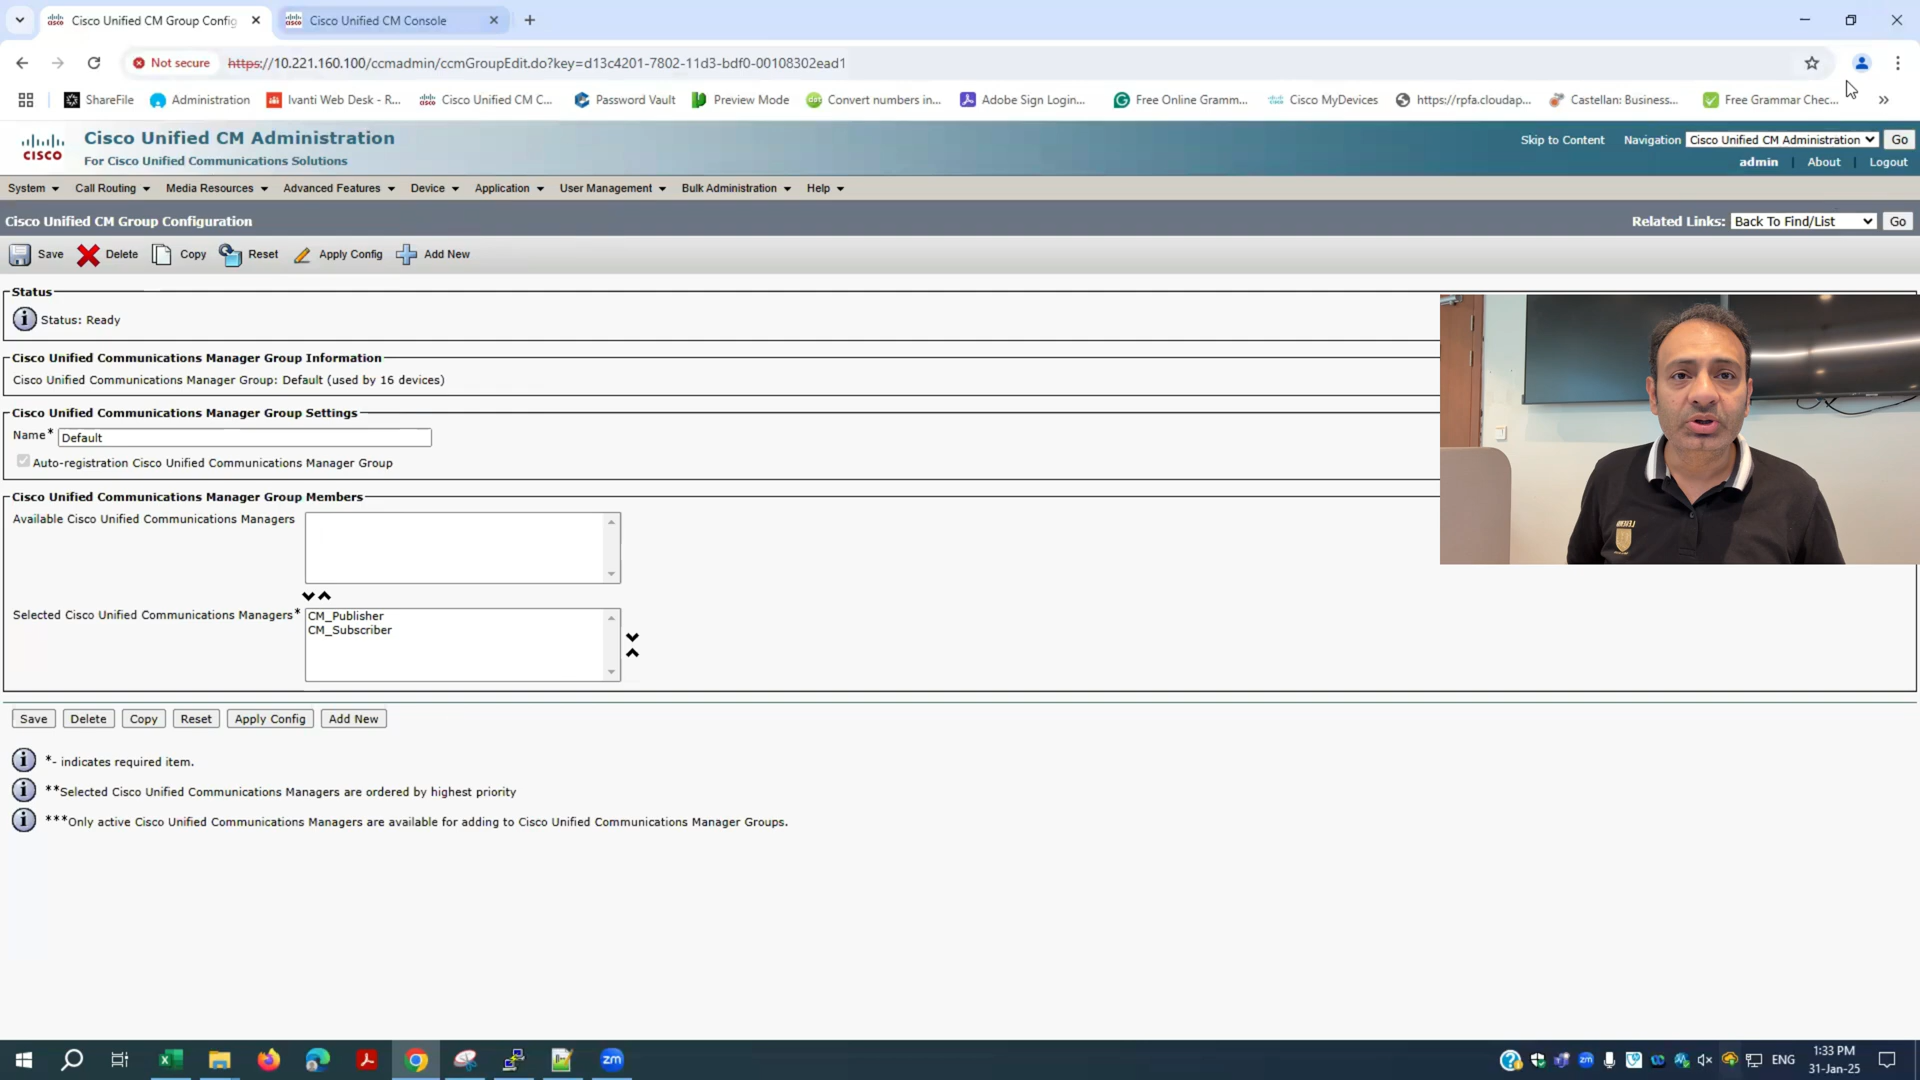 Cisco Unified CM Group Config
Cisco Unified CM Console
Not secure
https://10.221.160.100/ccmadmin/ccmGroupEdit.do?key=d13c4201-7802-11d3-bdf0-00108302ead1
ShareFile
Administration
Ivanti Web Desk - R...
Cisco Unified CM C...
Password Vault
Preview Mode
Convert numbers in...
Adobe Sign Login...
Free Online Gramm...
Cisco MyDevices
https://rpfa.cloudap...
Castellan: Business...
Free Grammar Chec...
CISCO
Cisco Unified CM Administration
For Cisco Unified Communications Solutions
Skip to Content
Navigation Cisco Unified CM Administration Go
admin | About | Logout
System Call Routing Media Resources Advanced Features Device Application User Management Bulk Administration Help
Cisco Unified CM Group Configuration
Related Links: Back To Find/List Go
Save Delete Copy Reset Apply Config Add New
Status
Status: Ready
Cisco Unified Communications Manager Group Information
Cisco Unified Communications Manager Group: Default (used by 16 devices)
Cisco Unified Communications Manager Group Settings
Name* Default
Auto-registration Cisco Unified Communications Manager Group
Cisco Unified Communications Manager Group Members
Available Cisco Unified Communications Managers
Selected Cisco Unified Communications Managers*
CM_Publisher
CM_Subscriber
Save Delete Copy Reset Apply Config Add New
*- indicates required item.
**Selected Cisco Unified Communications Managers are ordered by highest priority
***Only active Cisco Unified Communications Managers are available for adding to Cisco Unified Communications Manager Groups.
zm
ENG
1:33 PM
31-Jan-25